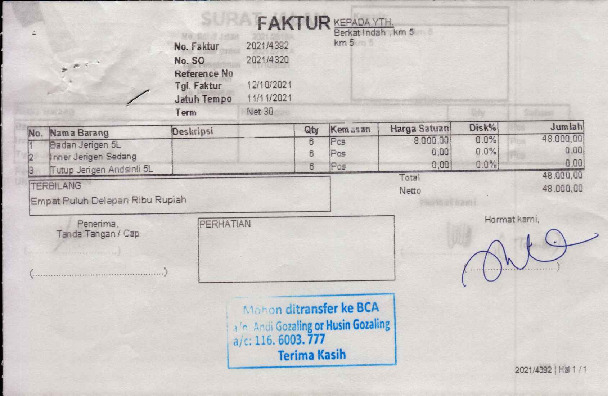 FAKTUR
KEPADA YTH.
Berkat Indah , km 5
km 5
No. Faktur 2021/4392
No. SO 2021/4320
Reference No
Tgl. Faktur 12/10/2021
Jatuh Tempo 11/11/2021
Term Net 30
No. Nama Barang Deskripsi Qty Kemasan Harga Satuan Disk% Jumlah
1 Badan Jerigen 5L 6 Pcs 8.000,00 0.0% 48.000,00
2 Inner Jerigen Sedang 6 Pcs 0,00 0.0% 0,00
3 Tutup Jerigen Andsinli 5L 6 Pcs 0,00 0.0% 0,00
Total 48.000,00
Netto 48.000,00
TERBILANG
Empat Puluh Delapan Ribu Rupiah
Penerima,
Tanda Tangan / Cap
PERHATIAN
Hormat kami,
(..............................)
Mohon ditransfer ke BCA
a/n. Andi Gozaling or Husin Gozaling
a/c: 116. 6003. 777
Terima Kasih
2021/4392 | Hal 1 / 1